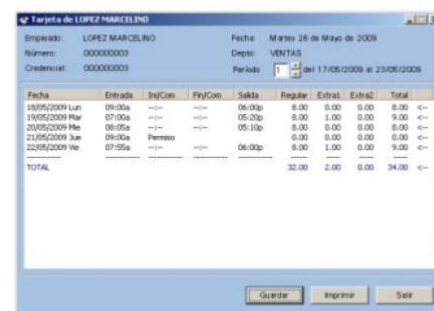 Tarjeta de LOPEZ MARCELINO
Empleado: LOPEZ MARCELINO Fecha: Martes 26 de Mayo de 2009
Número: 000000003 Depto: VENTAS
Credencial: 000000003 Período 1 del 17/05/2009 al 23/05/2009
Fecha Entrada Ini/Com Fin/Com Salida Regular Extra1 Extra2 Total
18/05/2009 Lun 09:00a --:-- --:-- 06:00p 8.00 0.00 0.00 8.00 <--
19/05/2009 Mar 07:00a --:-- --:-- 05:20p 8.00 1.00 0.00 9.00 <--
20/05/2009 Mie 08:05a --:-- --:-- 05:10p 8.00 0.00 0.00 8.00 <--
21/05/2009 Jue 09:00a Permiso 0.00 0.00 0.00 0.00 <--
22/05/2009 Vie 07:55a --:-- --:-- 06:00p 8.00 1.00 0.00 9.00 <--
TOTAL 32.00 2.00 0.00 34.00 <--
Guardar Imprimir Salir